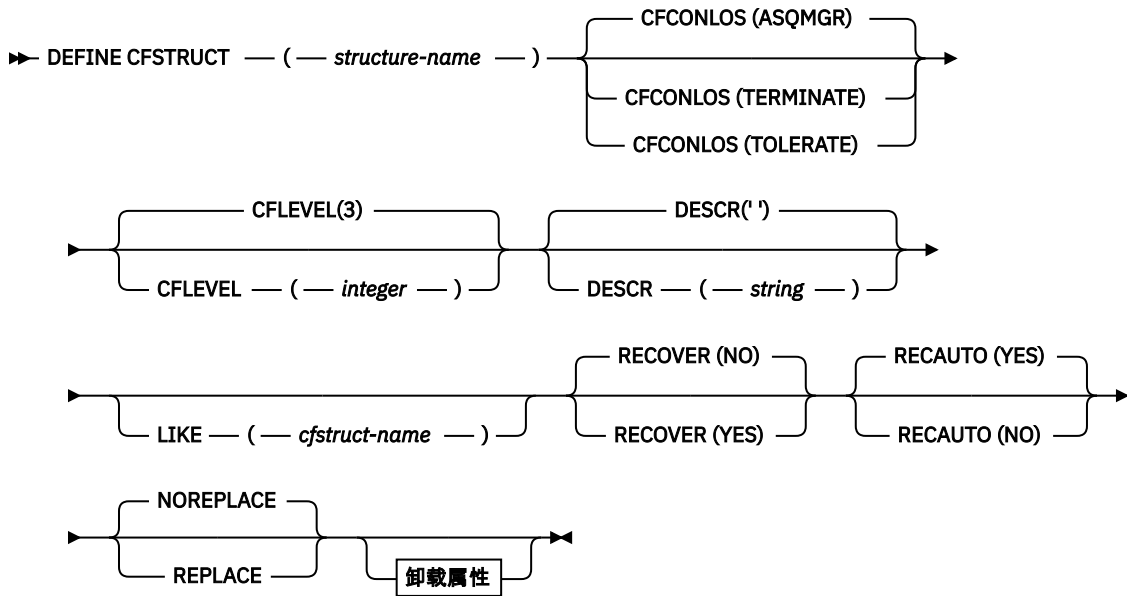 CFCONLOS (ASQMGR)
DEFINE CFSTRUCT ( structure-name )
CFCONLOS (TERMINATE)
CFCONLOS (TOLERATE)
CFLEVEL(3) DESCR(' ')
CFLEVEL ( integer ) DESCR ( string )
RECOVER (NO) RECAUTO (YES)
LIKE ( cfstruct-name ) RECOVER (YES) RECAUTO (NO)
NOREPLACE
REPLACE 卸载属性